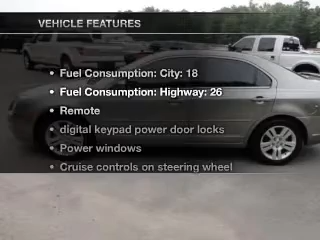 VEHICLE FEATURES
• Fuel Consumption: City: 18
• Fuel Consumption: Highway: 26
• Remote
• digital keypad power door locks
• Power windows
• Cruise controls on steering wheel